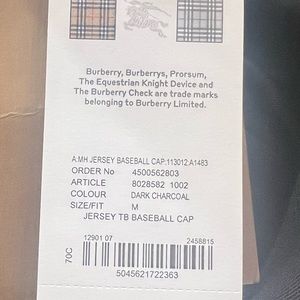 Burberry, Burberrys, Prorsum,
The Equestrian Knight Device and
The Burberry Check are trade marks
belonging to Burberry Limited.
A:MH JERSEY BASEBALL CAP:113012:A1483
ORDER No 4500562803
ARTICLE 8028582 1002
COLOUR DARK CHARCOAL
SIZE/FIT M
JERSEY TB BASEBALL CAP
12901 07 2458815
70C
5045621722363